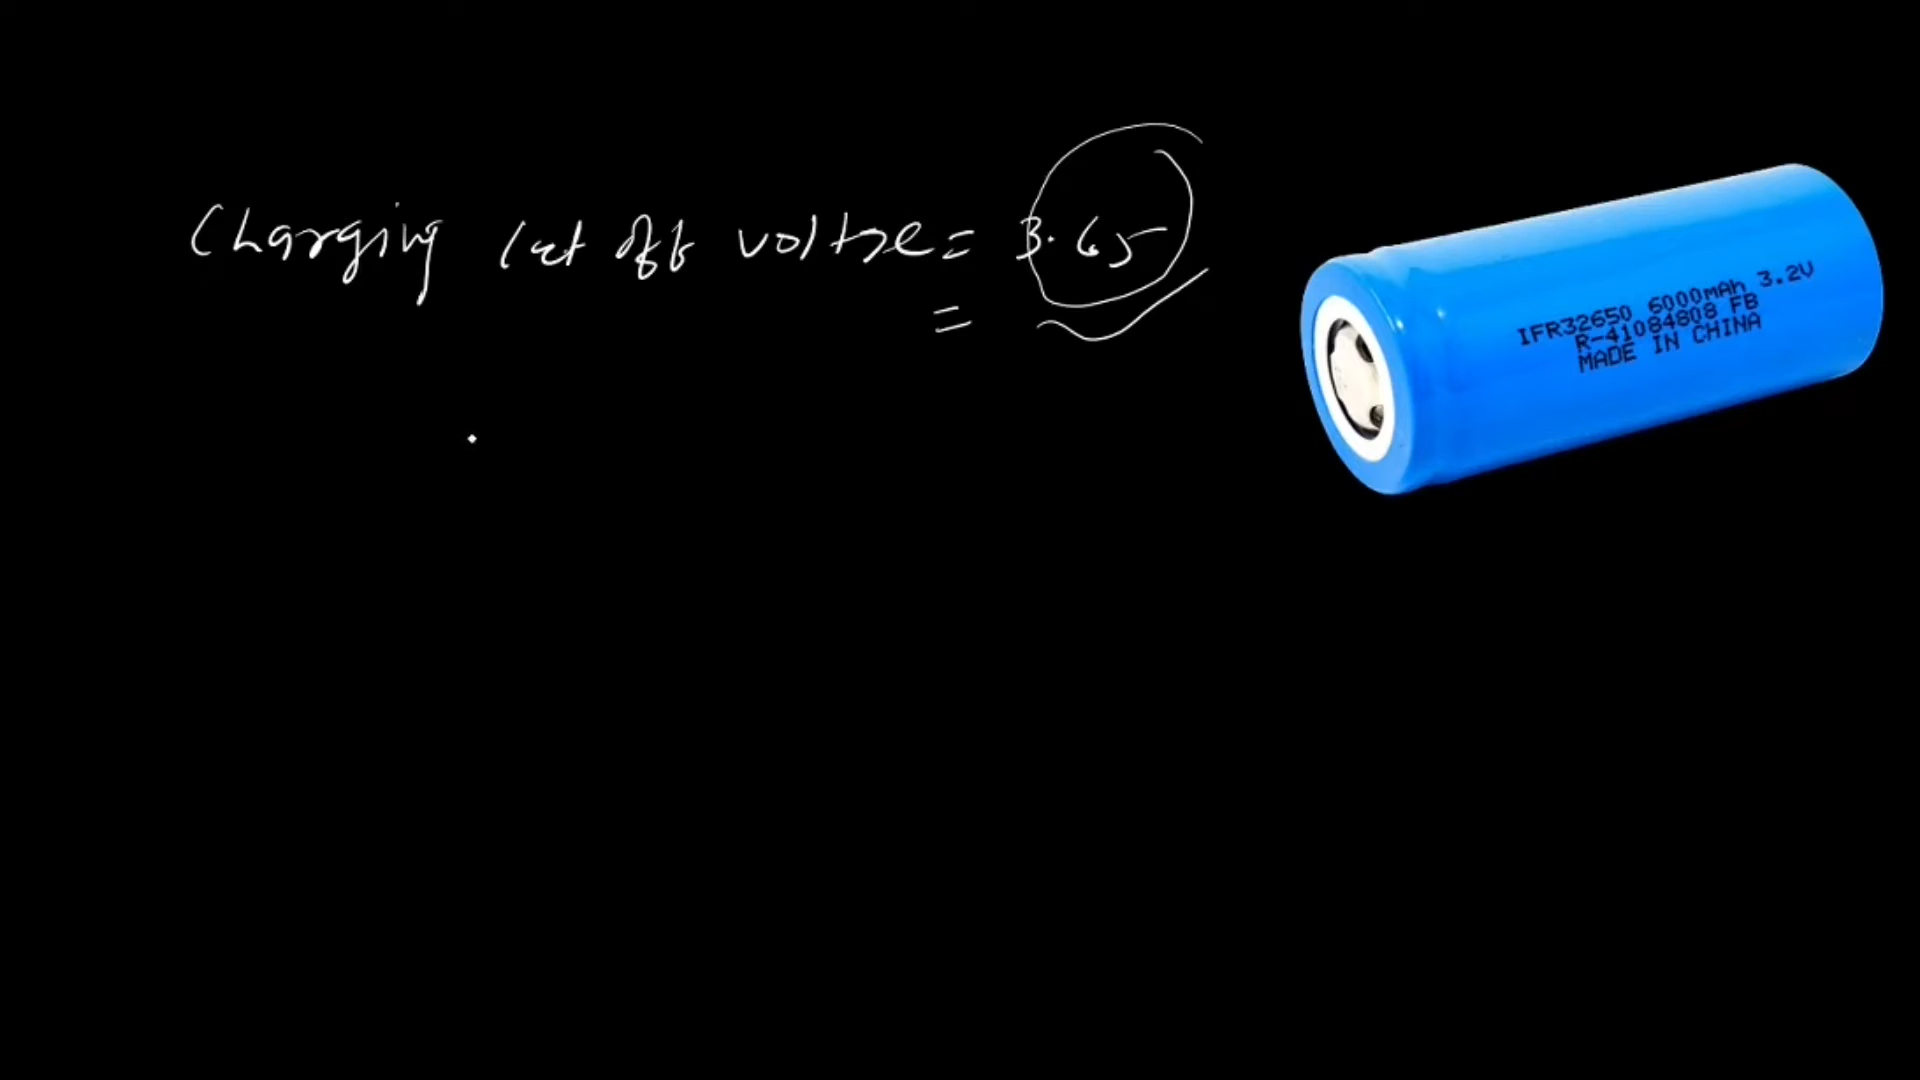 Charging cut off voltage = 3.65
=
IFR32650 6000mAh 3.2V
R-41084808 FB
MADE IN CHINA